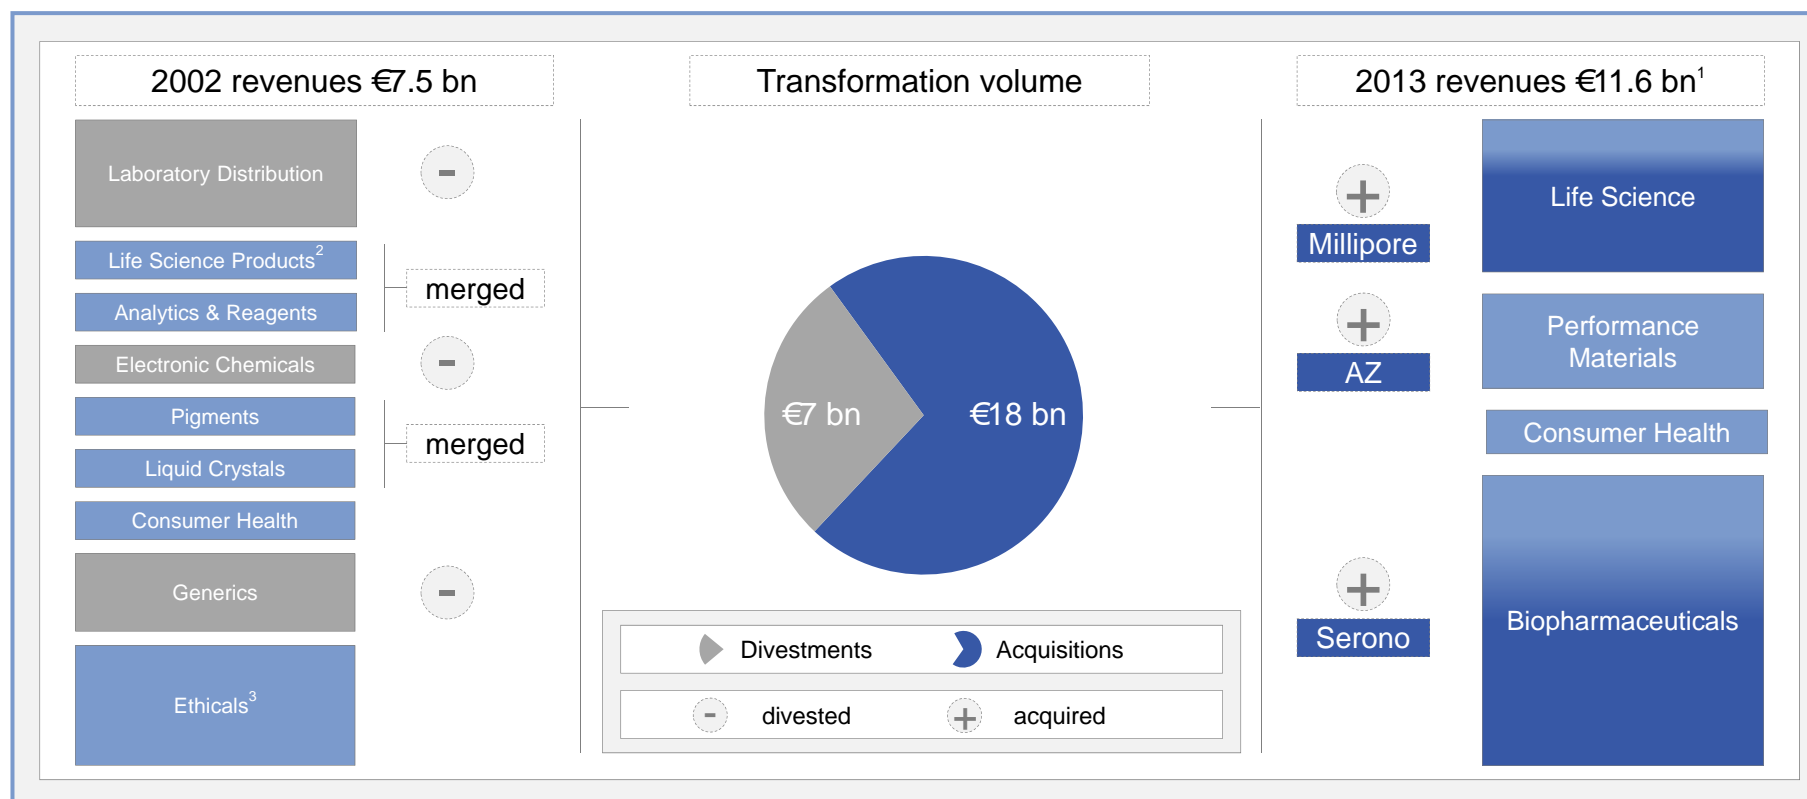 2002 revenues €7.5 bn
Laboratory Distribution
-
Life Science Products²
Analytics & Reagents
merged
Electronic Chemicals
-
Pigments
Liquid Crystals
merged
Consumer Health
Generics
-
Ethicals³
Transformation volume
€7 bn
€18 bn
Divestments
Acquisitions
- divested
+ acquired
2013 revenues €11.6 bn¹
+
Millipore
Life Science
+
AZ
Performance
Materials
Consumer Health
+
Serono
Biopharmaceuticals